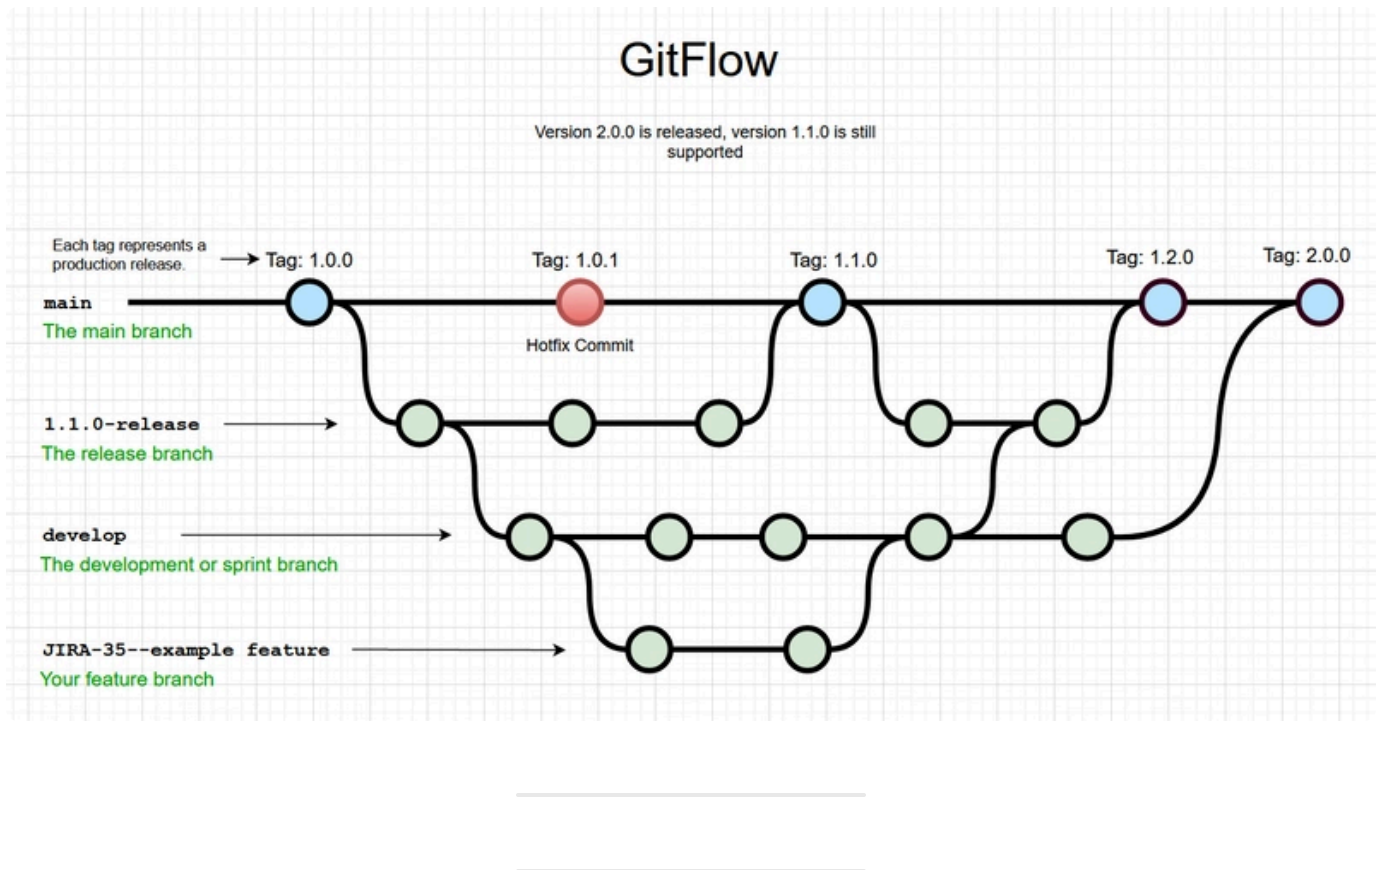 GitFlow
Version 2.0.0 is released, version 1.1.0 is still
supported
Each tag represents a
production release.
Tag: 1.0.0
Tag: 1.0.1
Tag: 1.1.0
Tag: 1.2.0
Tag: 2.0.0
main
The main branch
Hotfix Commit
1.1.0-release
The release branch
develop
The development or sprint branch
JIRA-35--example feature
Your feature branch